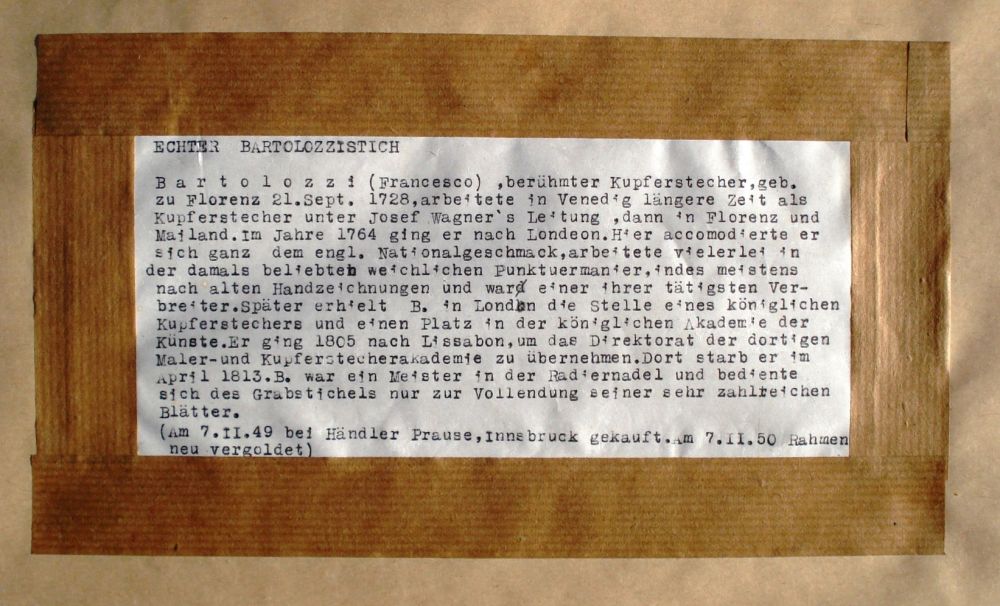 ECHTER BARTOLOZZISTICH
B a r t o l o z z i (Francesco) ,berühmter Kupferstecher,geb.
zu Florenz 21.Sept. 1728,arbeitete in Venedig längere Zeit als
Kupferstecher unter Josef Wagner`s Leitung ,dann in Florenz und
Mailand.Im Jahre 1764 ging er nach Londeon.Hier accomodierte er
sich ganz dem engl. Nationalgeschmack,arbeitete vielerlei in
der damals beliebten weichlichen Punktuermanier,indes meistens
nach alten Handzeichnungen und ward einer ihrer tätigsten Ver-
breiter.Später erhielt B. in London die Stelle eines königlichen
Kupferstechers und einen Platz in der königlichen Akademie der
Künste.Er ging 1805 nach Lissabon,um das Direktorat der dortigen
Maler-und Kupferstecherakademie zu übernehmen.Dort starb er im
April 1813.B. war ein Meister in der Radiernadel und bediente
sich des Grabstichels nur zur Vollendung seiner sehr zahlreichen
Blätter.
(Am 7.II.49 bei Händler Prause,Innsbruck gekauft.Am 7.II.50 Rahmen
neu vergoldet)